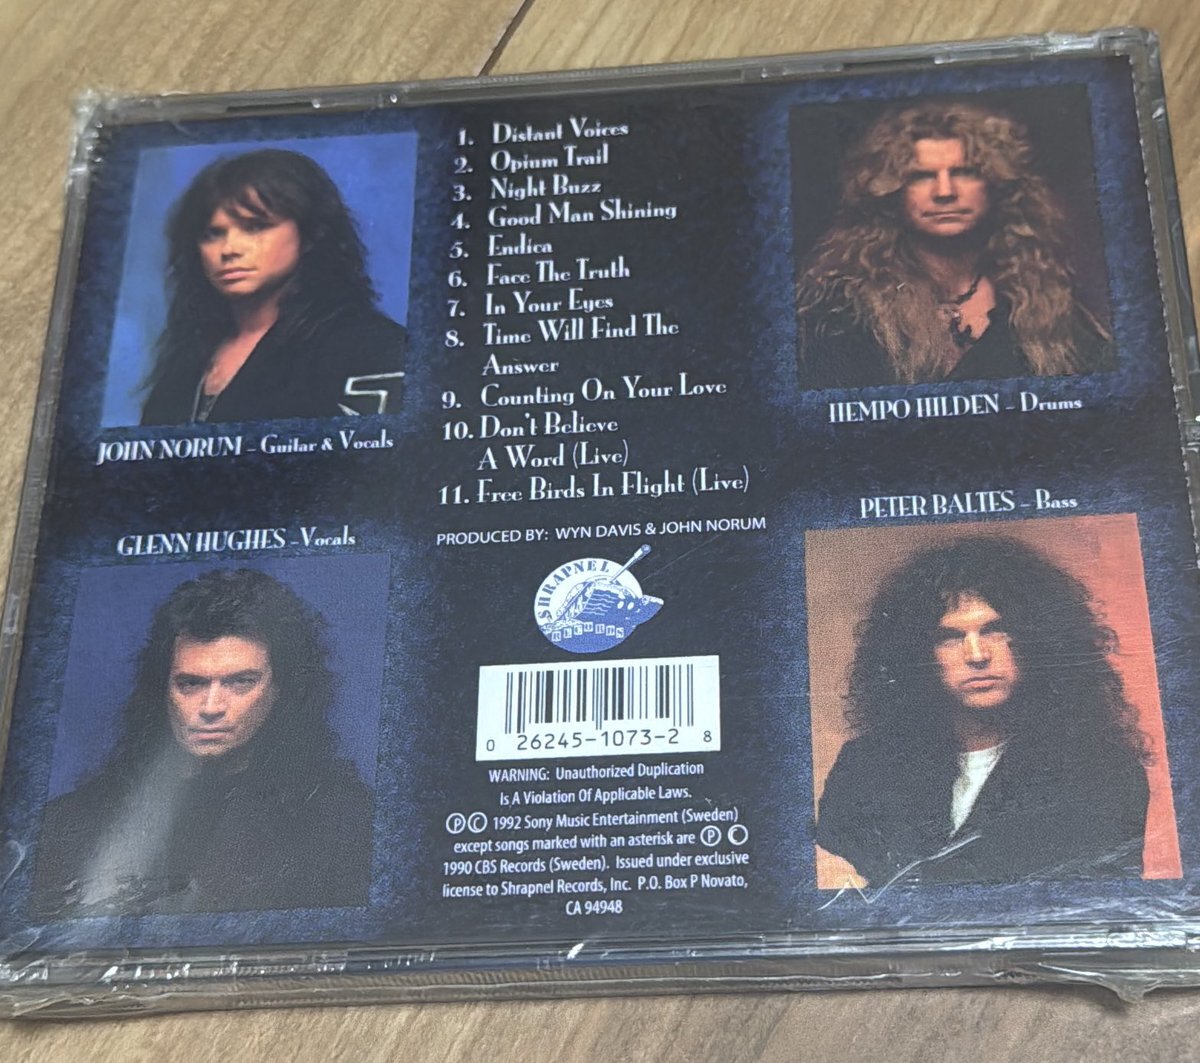 1. Distant Voices
2. Opium Trail
3. Night Buzz
4. Good Man Shining
5. Endica
6. Face The Truth
7. In Your Eyes
8. Time Will Find The
Answer
9. Counting On Your Love
10. Don't Believe
A Word (Live)
11. Free Birds In Flight (Live)
JOHN NORUM – Guitar & Vocals
HEMPO HILDEN – Drums
GLENN HUGHES – Vocals
PETER BALTES – Bass
PRODUCED BY: WYN DAVIS & JOHN NORUM
SHRAPNEL
RECORDS
0 26245-1073-2 8
WARNING: Unauthorized Duplication
Is A Violation Of Applicable Laws.
℗© 1992 Sony Music Entertainment (Sweden)
except songs marked with an asterisk are ℗ ©
1990 CBS Records (Sweden). Issued under exclusive
license to Shrapnel Records, Inc. P.O. Box P Novato,
CA 94948